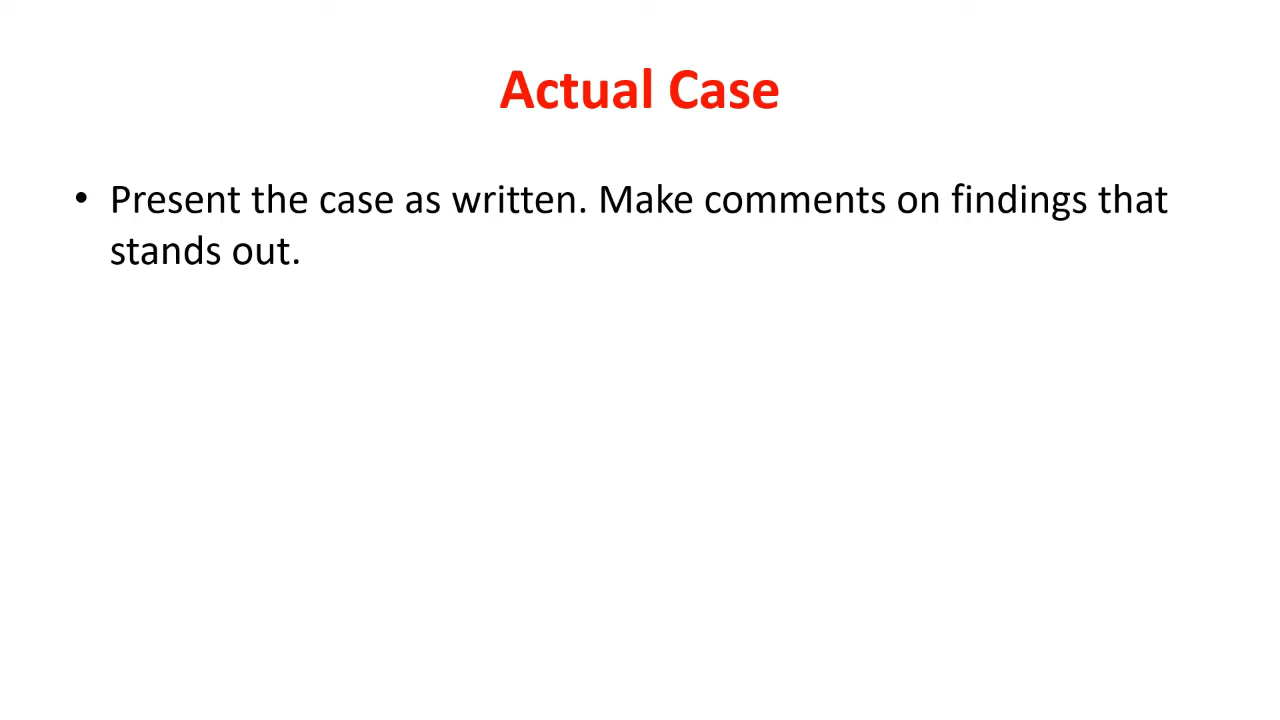 Actual Case
• Present the case as written. Make comments on findings that
stands out.